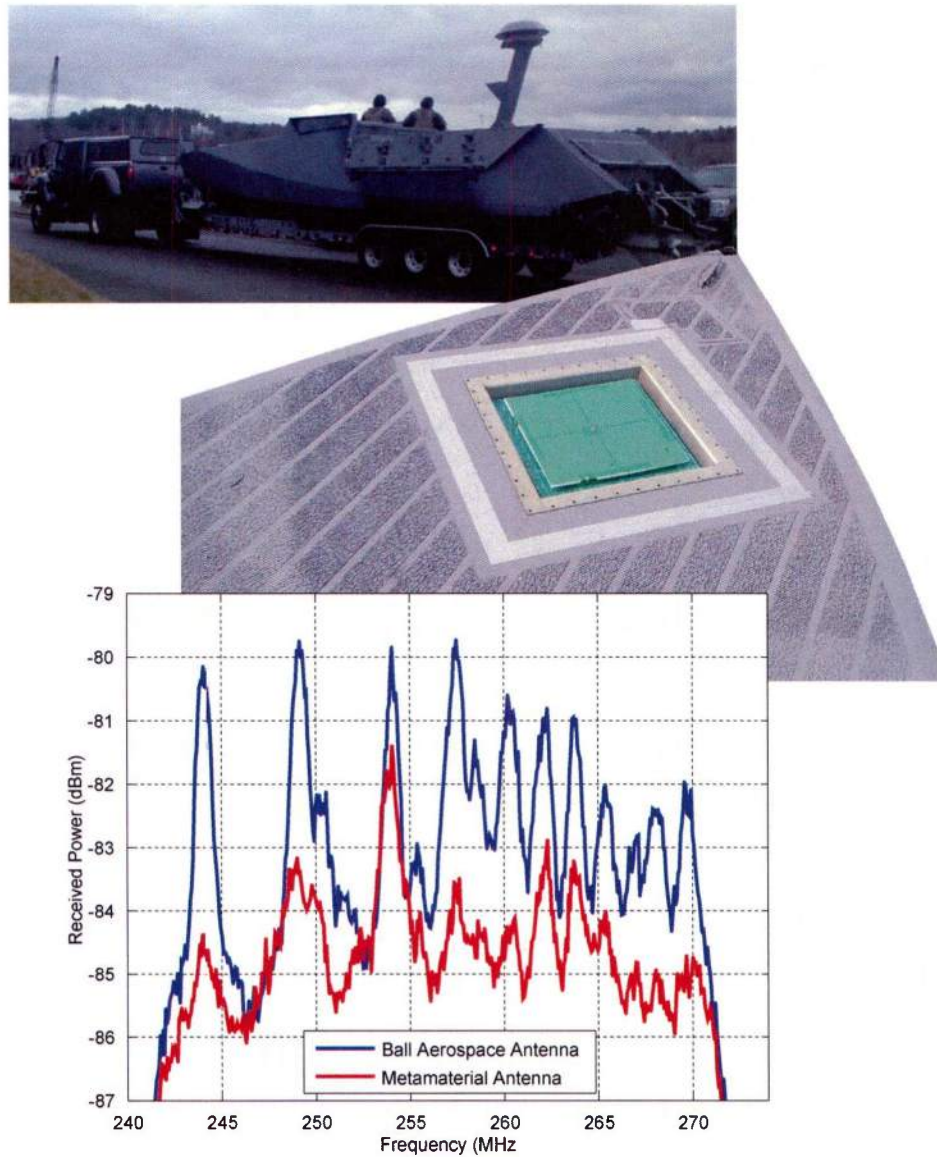 -79
-80
-81
-82
-83
-84
-85
-86
-87
Received Power (dBm)
Ball Aerospace Antenna
Metamaterial Antenna
240 245 250 255 260 265 270
Frequency (MHz